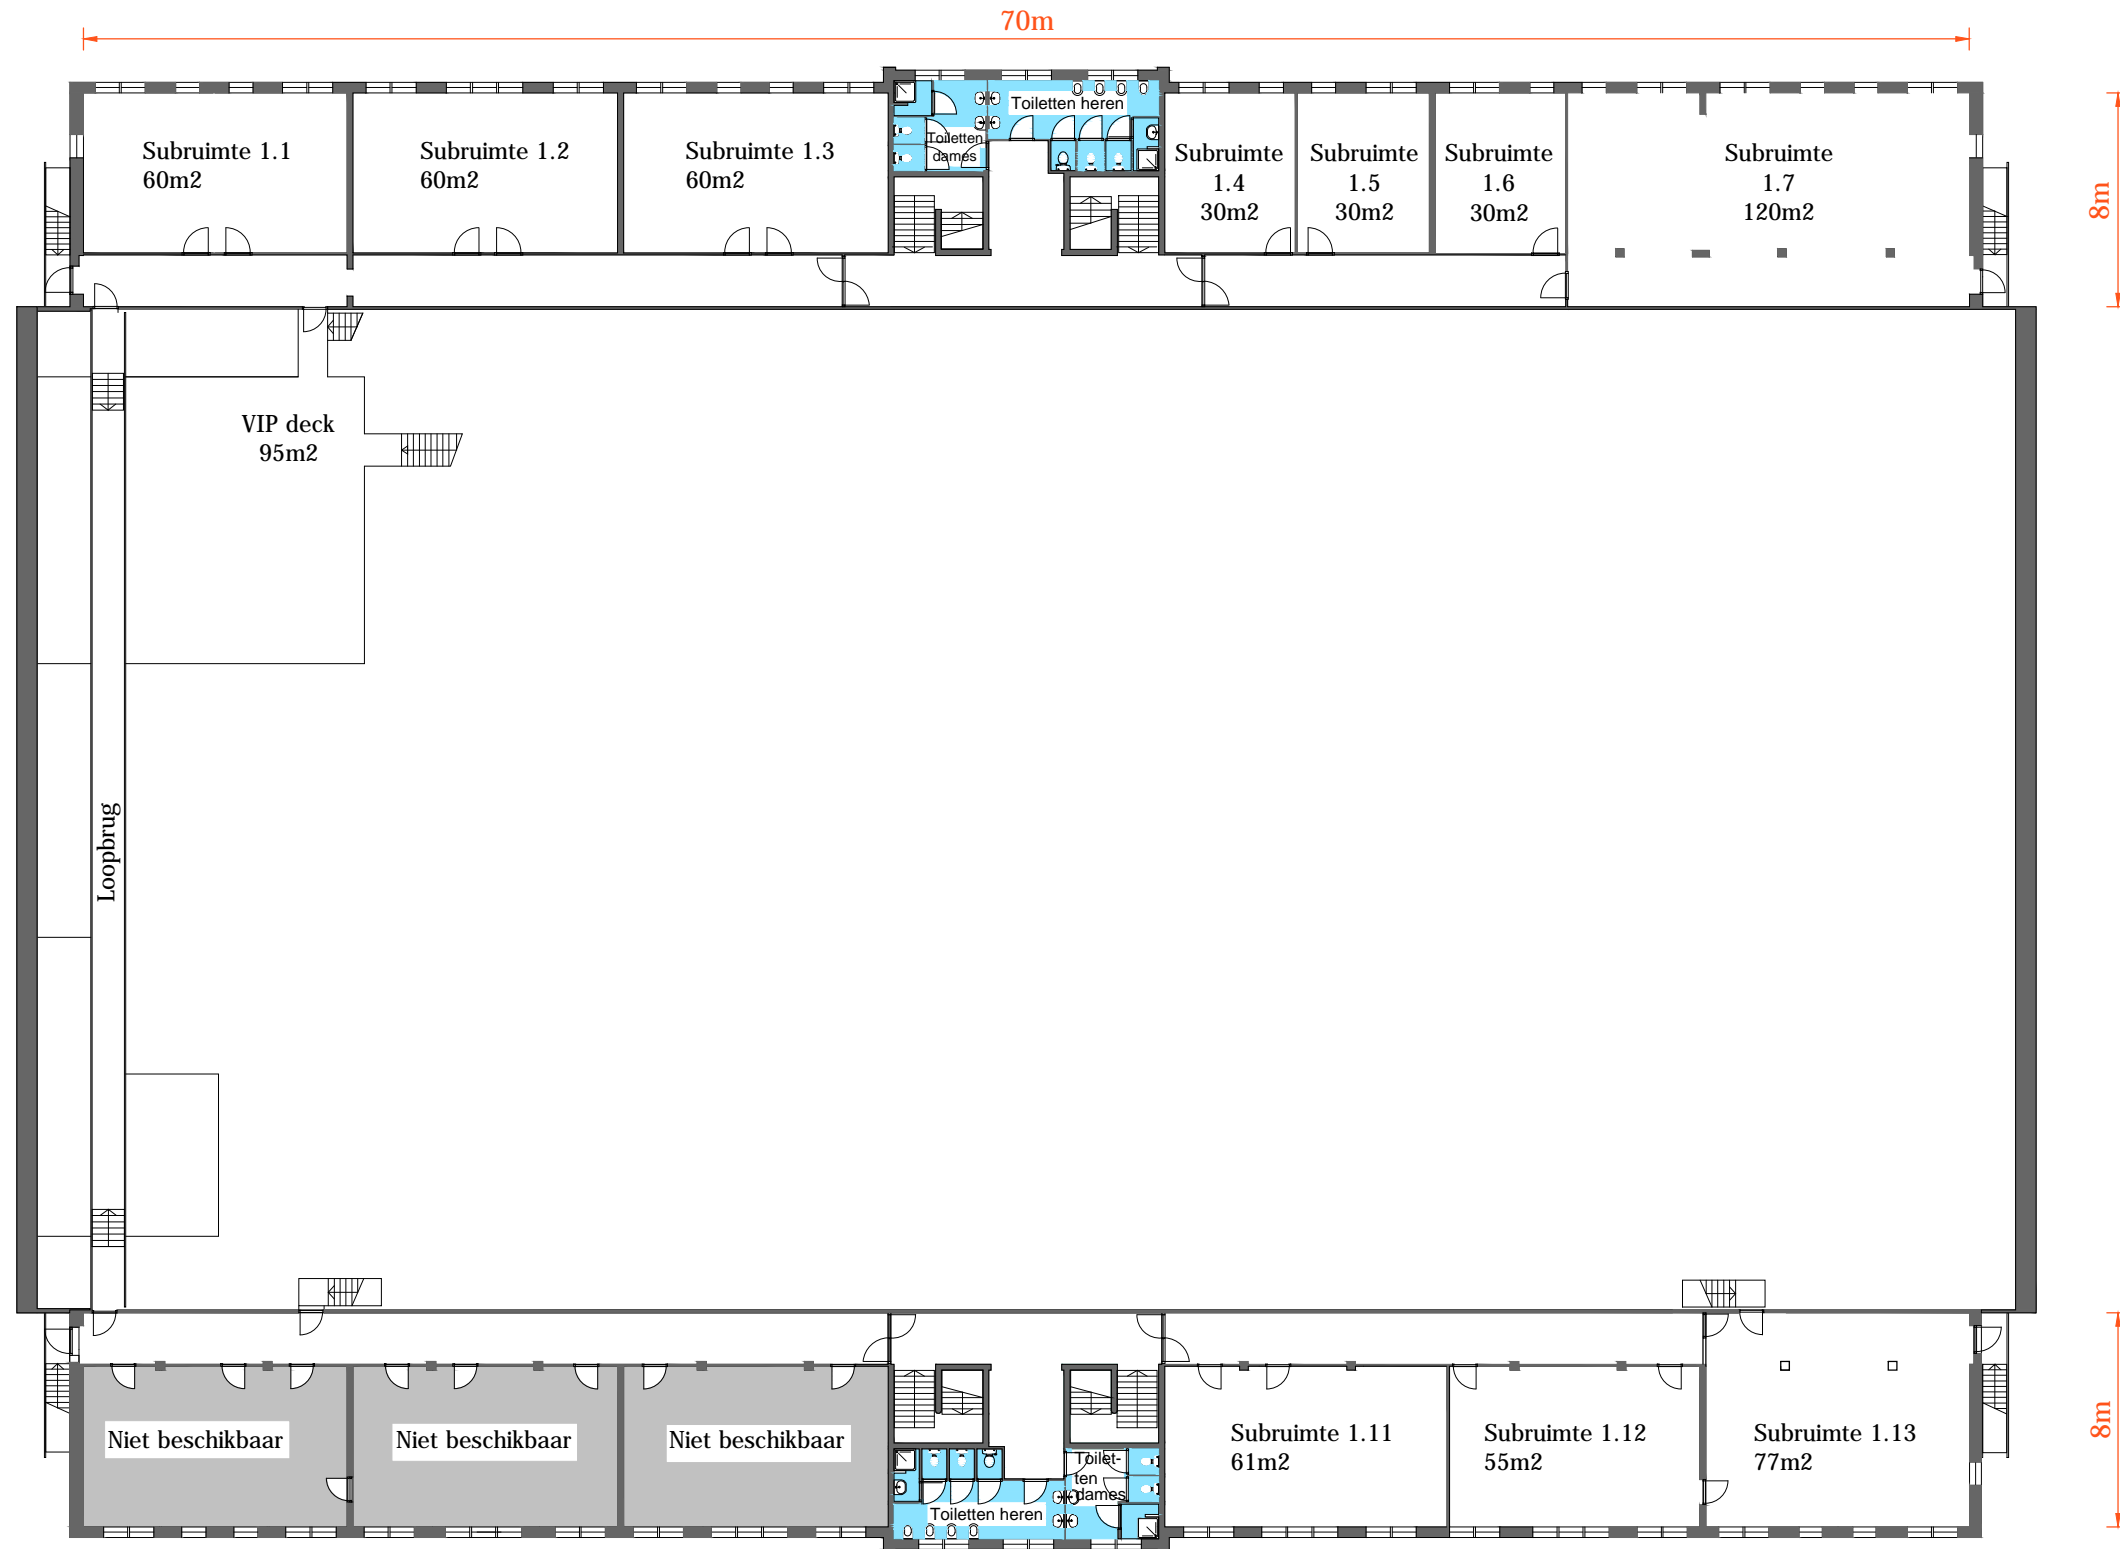 70m
Subruimte 1.1
60m2
Subruimte 1.2
60m2
Subruimte 1.3
60m2
Toiletten heren
Toiletten
dames
Subruimte
1.4
30m2
Subruimte
1.5
30m2
Subruimte
1.6
30m2
Subruimte
1.7
120m2
8m
VIP deck
95m2
Loopbrug
Niet beschikbaar
Niet beschikbaar
Niet beschikbaar
Toiletten heren
Toilet-
ten
dames
Subruimte 1.11
61m2
Subruimte 1.12
55m2
Subruimte 1.13
77m2
8m